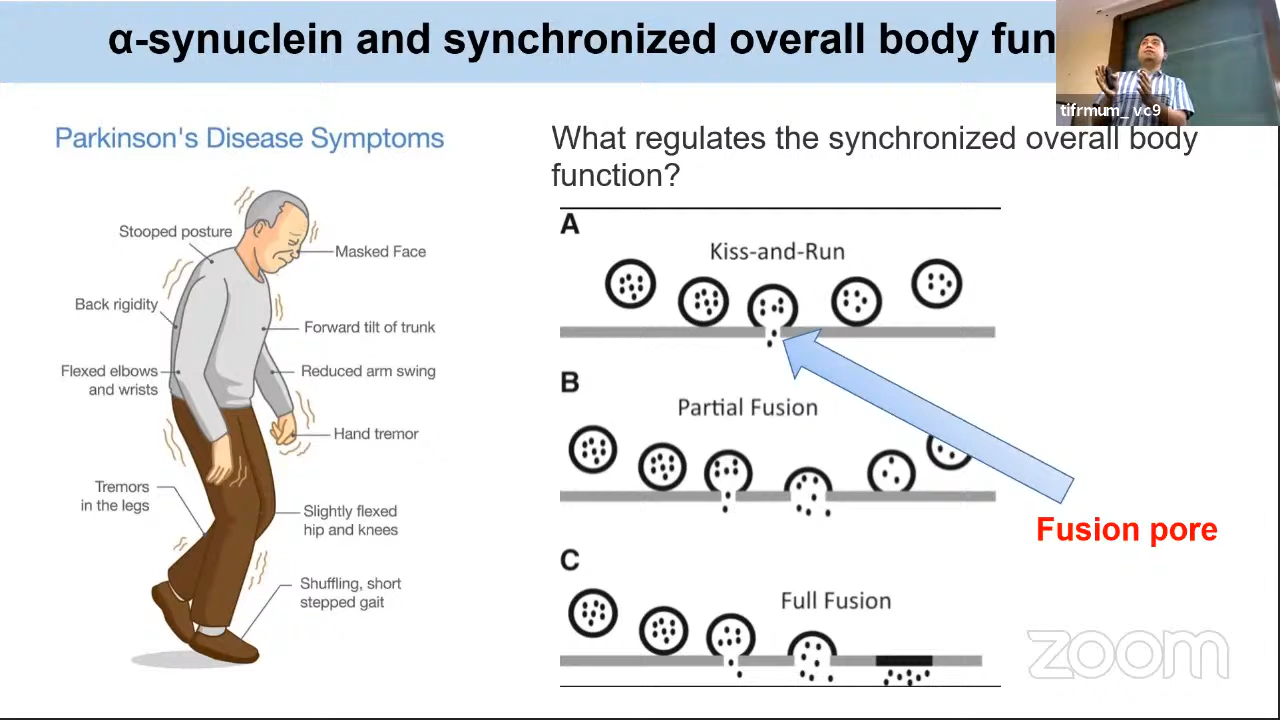 α-synuclein and synchronized overall body fun
tifrmum_ vc9
Parkinson's Disease Symptoms
Stooped posture
Masked Face
Back rigidity
Forward tilt of trunk
Flexed elbows
and wrists
Reduced arm swing
Hand tremor
Tremors
in the legs
Slightly flexed
hip and knees
Shuffling, short
stepped gait
What regulates the synchronized overall body
function?
A
Kiss-and-Run
B
Partial Fusion
Fusion pore
C
Full Fusion
zoom